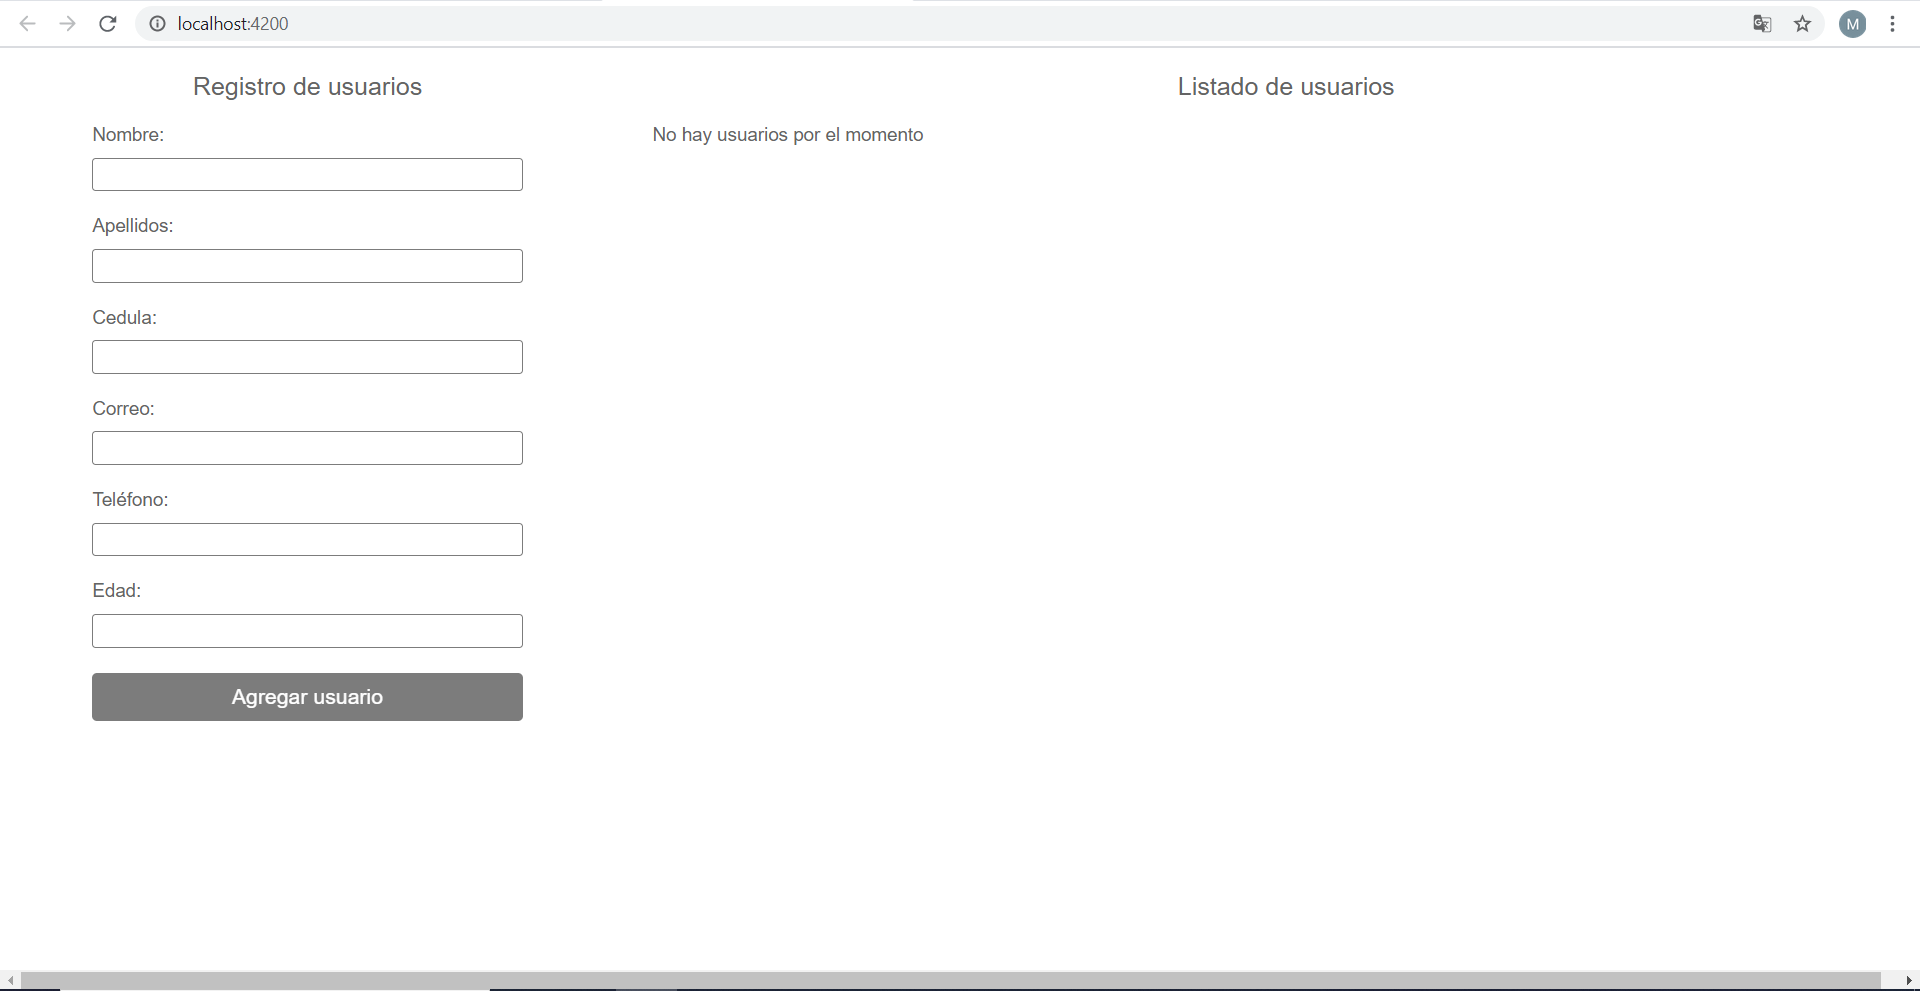 localhost:4200
M
Registro de usuarios
Nombre:
Apellidos:
Cedula:
Correo:
Teléfono:
Edad:
Agregar usuario
Listado de usuarios
No hay usuarios por el momento